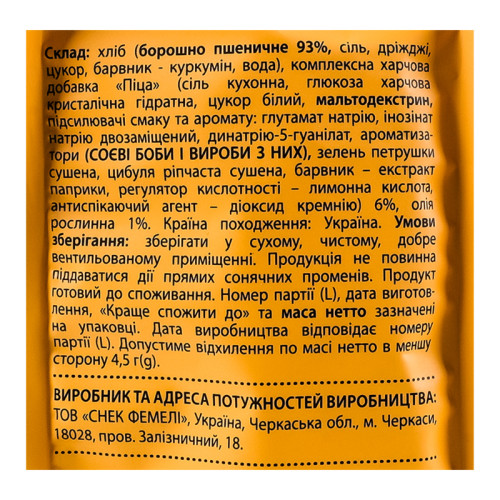 Склад: хліб (борошно пшеничне 93%, сіль, дріжджі,
цукор, барвник - куркумін, вода), комплексна харчова
добавка «Піца» (сіль кухонна, глюкоза харчова
кристалічна гідратна, цукор білий, мальтодекстрин,
підсилювачі смаку та аромату: глутамат натрію, інозінат
натрію двозаміщений, динатрію-5-гуанілат, ароматиза-
тори (СОЄВІ БОБИ І ВИРОБИ З НИХ), зелень петрушки
сушена, цибуля ріпчаста сушена, барвник – екстракт
паприки, регулятор кислотності – лимонна кислота,
антиспікаючий агент – діоксид кремнію) 6%, олія
рослинна 1%. Країна походження: Україна. Умови
зберігання: зберігати у сухому, чистому, добре
вентильованому приміщенні. Продукція не повинна
піддаватися дії прямих сонячних променів. Продукт
готовий до споживання. Номер партії (L), дата виготов-
лення, «Краще спожити до» та маса нетто зазначені
на упаковці. Дата виробництва відповідає номеру
партії (L). Допустиме відхилення по масі нетто в меншу
сторону 4,5 г(g).
ВИРОБНИК ТА АДРЕСА ПОТУЖНОСТЕЙ ВИРОБНИЦТВА:
ТОВ «СНЕК ФЕМЕЛІ», Україна, Черкаська обл., м. Черкаси,
18028, пров. Залізничний, 18.